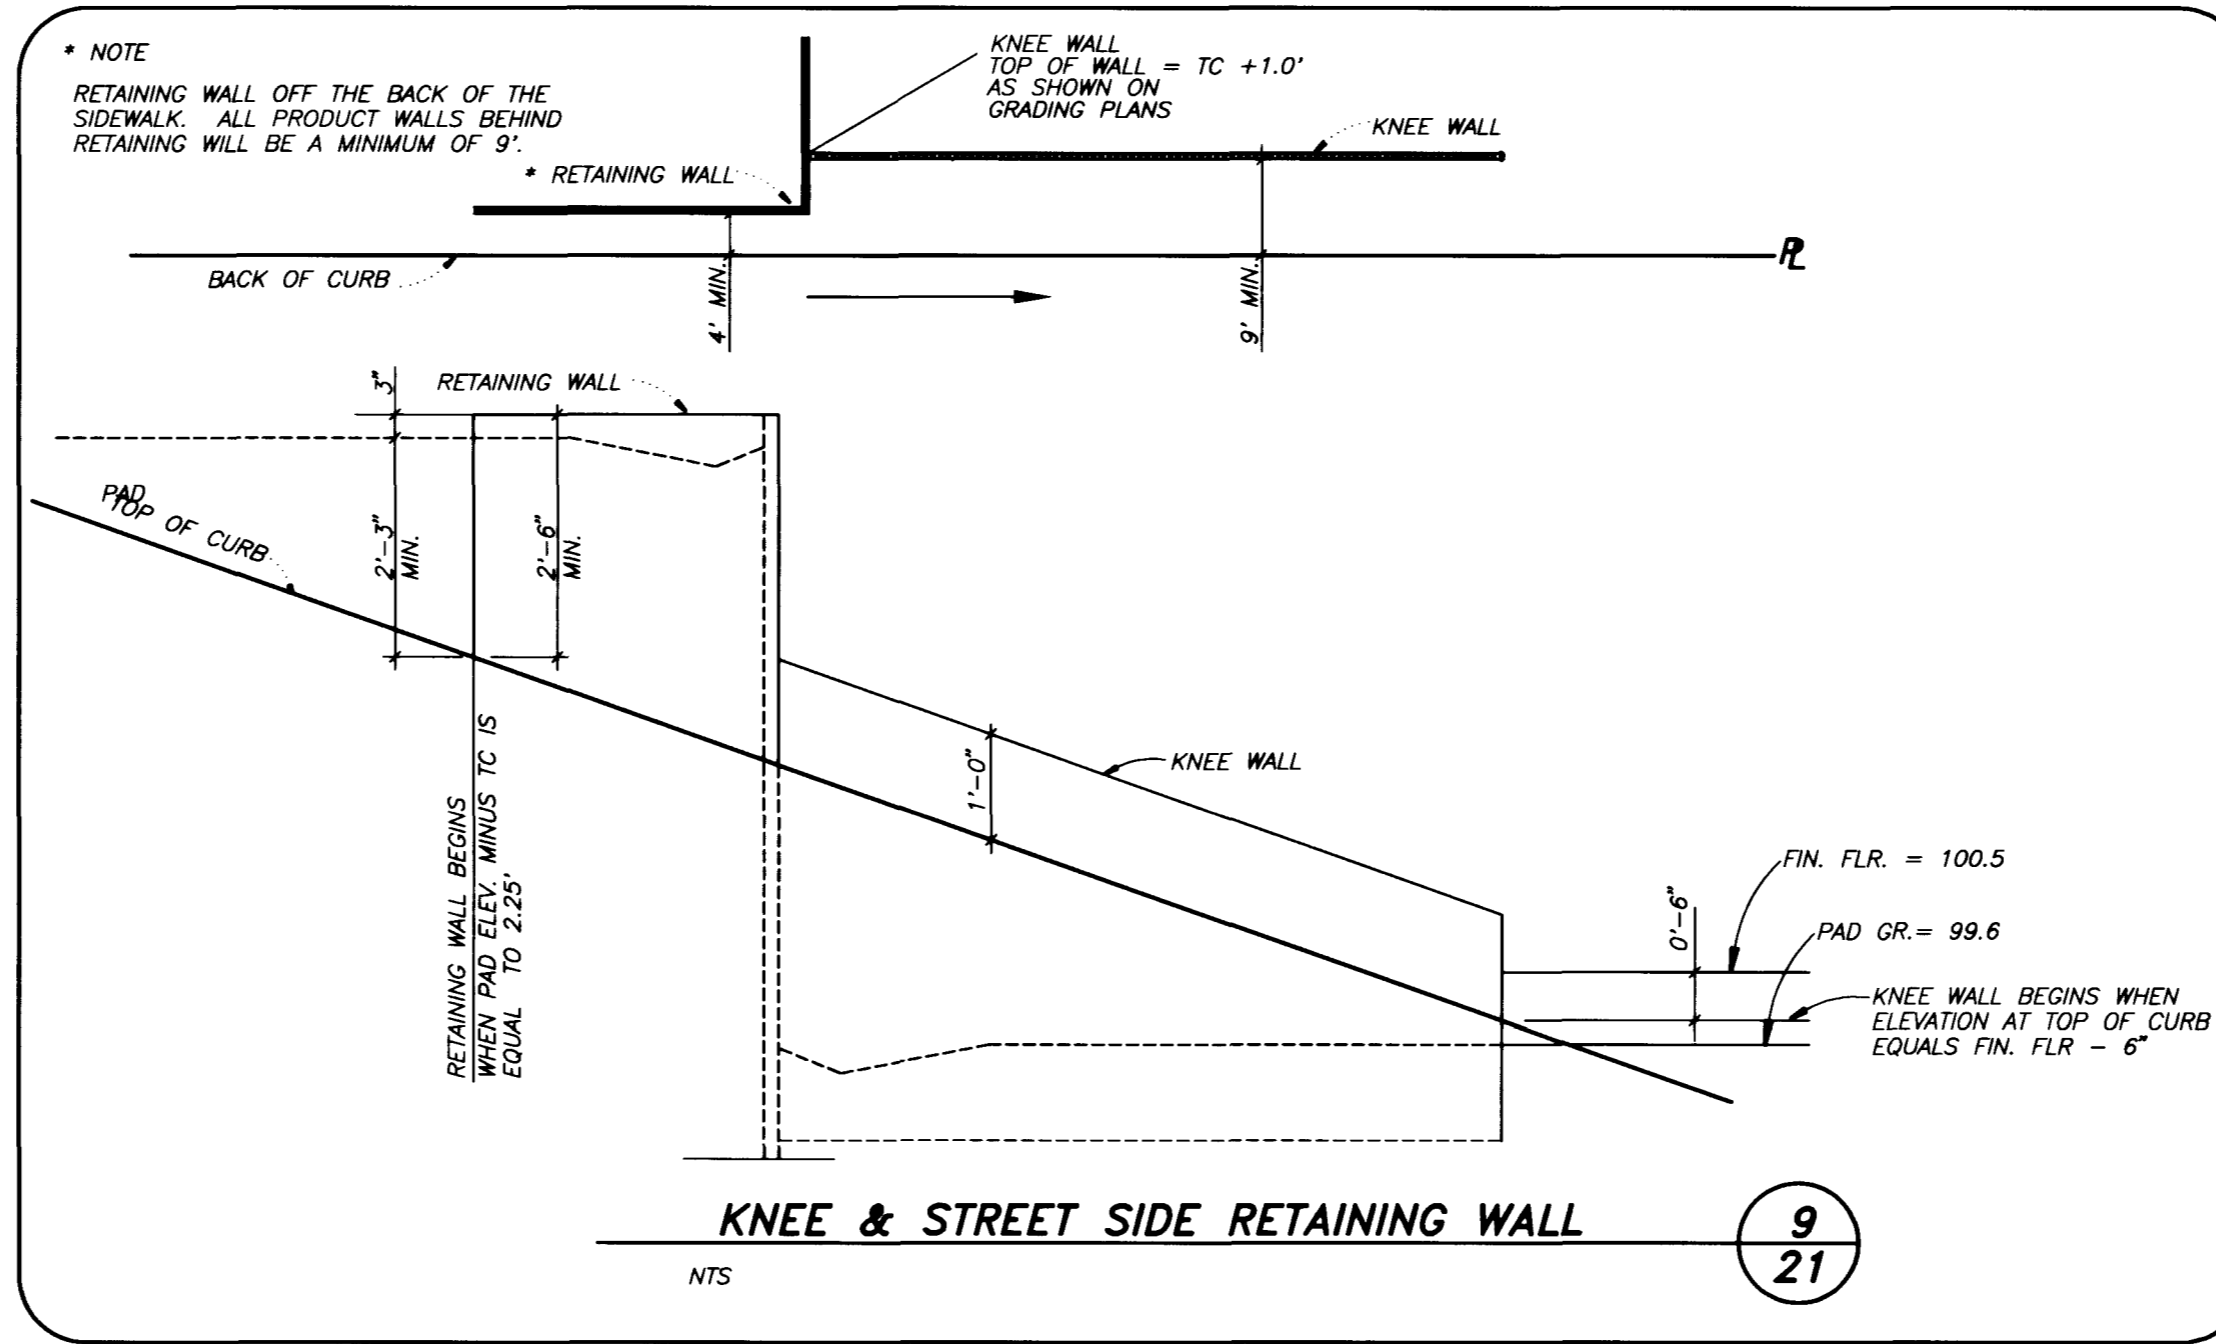 * NOTE
RETAINING WALL OFF THE BACK OF THE
SIDEWALK. ALL PRODUCT WALLS BEHIND
RETAINING WILL BE A MINIMUM OF 9'.
KNEE WALL
TOP OF WALL = TC +1.0'
AS SHOWN ON
GRADING PLANS
KNEE WALL
* RETAINING WALL
BACK OF CURB
PL
4' MIN.
9' MIN.
3"
RETAINING WALL
PAD
TOP OF CURB
2'-3"
MIN.
2'-6"
MIN.
RETAINING WALL BEGINS
WHEN PAD ELEV. MINUS TC IS
EQUAL TO 2.25'
1'-0"
KNEE WALL
0'-6"
FIN. FLR. = 100.5
PAD GR.= 99.6
KNEE WALL BEGINS WHEN
ELEVATION AT TOP OF CURB
EQUALS FIN. FLR - 6"
KNEE & STREET SIDE RETAINING WALL
NTS
9
21